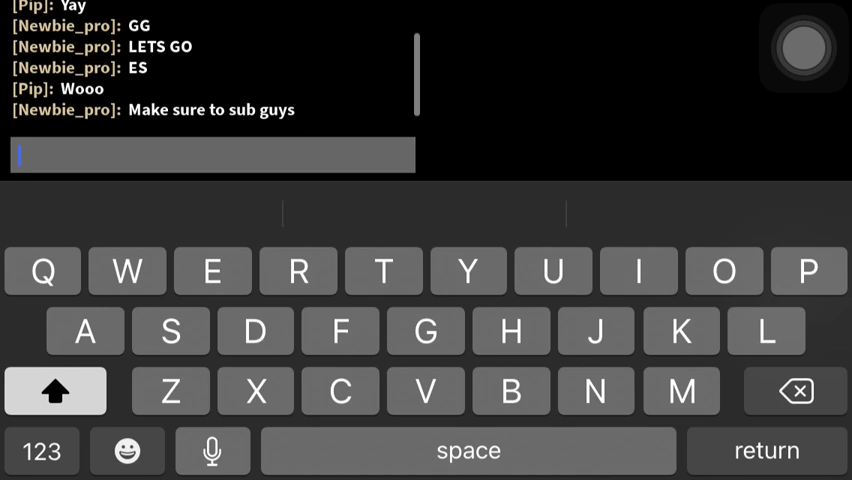 [Pip]: Yay
[Newbie_pro]: GG
[Newbie_pro]: LETS GO
[Newbie_pro]: ES
[Pip]: Wooo
[Newbie_pro]: Make sure to sub guys
Q W E R T Y U I O P
A S D F G H J K L
Z X C V B N M
123 space return